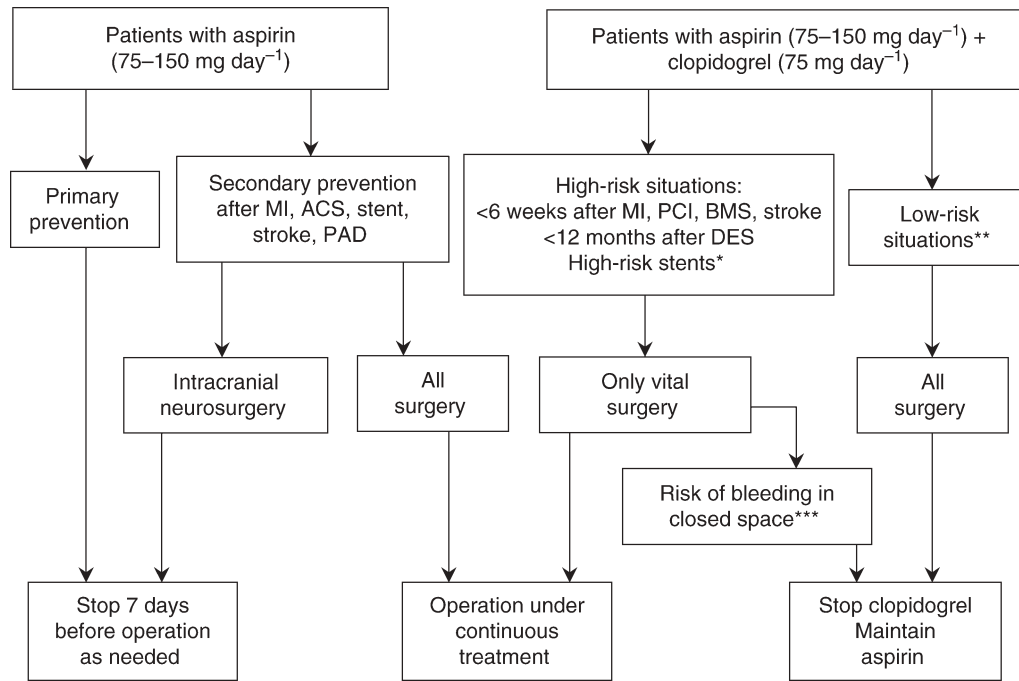 Patients with aspirin
(75–150 mg day⁻¹)
Patients with aspirin (75–150 mg day⁻¹) +
clopidogrel (75 mg day⁻¹)
Primary
prevention
Secondary prevention
after MI, ACS, stent,
stroke, PAD
High-risk situations:
<6 weeks after MI, PCI, BMS, stroke
<12 months after DES
High-risk stents*
Low-risk
situations**
Intracranial
neurosurgery
All
surgery
Only vital
surgery
All
surgery
Risk of bleeding in
closed space***
Stop 7 days
before operation
as needed
Operation under
continuous
treatment
Stop clopidogrel
Maintain
aspirin